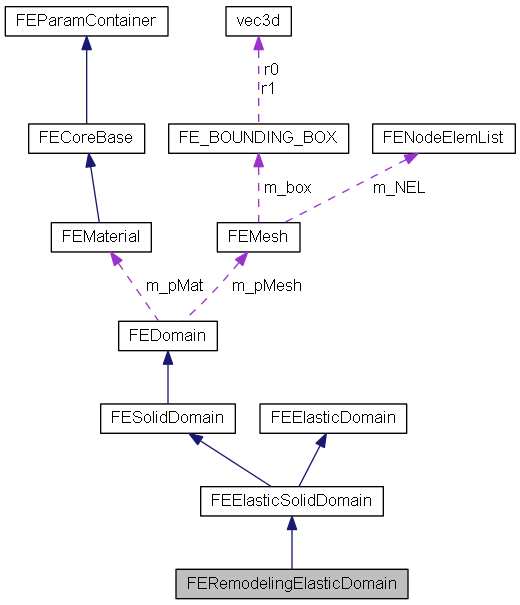 FEParamContainer
vec3d
r0
r1
FECoreBase
FE_BOUNDING_BOX
FENodeElemList
m_box
m_NEL
FEMaterial
FEMesh
m_pMat
m_pMesh
FEDomain
FESolidDomain
FEElasticDomain
FEElasticSolidDomain
FERemodelingElasticDomain